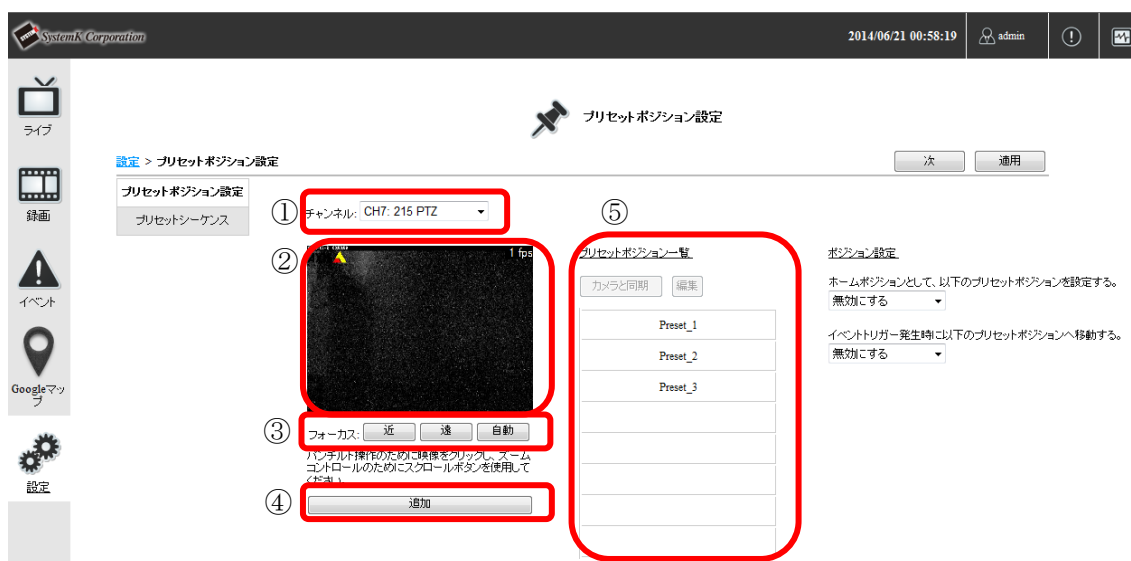 SystemK Corporation
2014/06/21 00:58:19
admin
ライブ
録画
イベント
Googleマッ
プ
設定
プリセットポジション設定
設定 > プリセットポジション設定
次
適用
プリセットポジション設定
プリセットシーケンス
①
チャンネル: CH7: 215 PTZ
②
1 fps
③
フォーカス: 近 遠 自動
パンチルト操作のために映像をクリックし、ズーム
コントロールのためにスクロールボタンを使用して
ください。
④
追加
⑤
プリセットポジション一覧
カメラと同期
編集
Preset_1
Preset_2
Preset_3
ポジション設定
ホームポジションとして、以下のプリセットポジションを設定する。
無効にする
イベントトリガー発生時に以下のプリセットポジションへ移動する。
無効にする